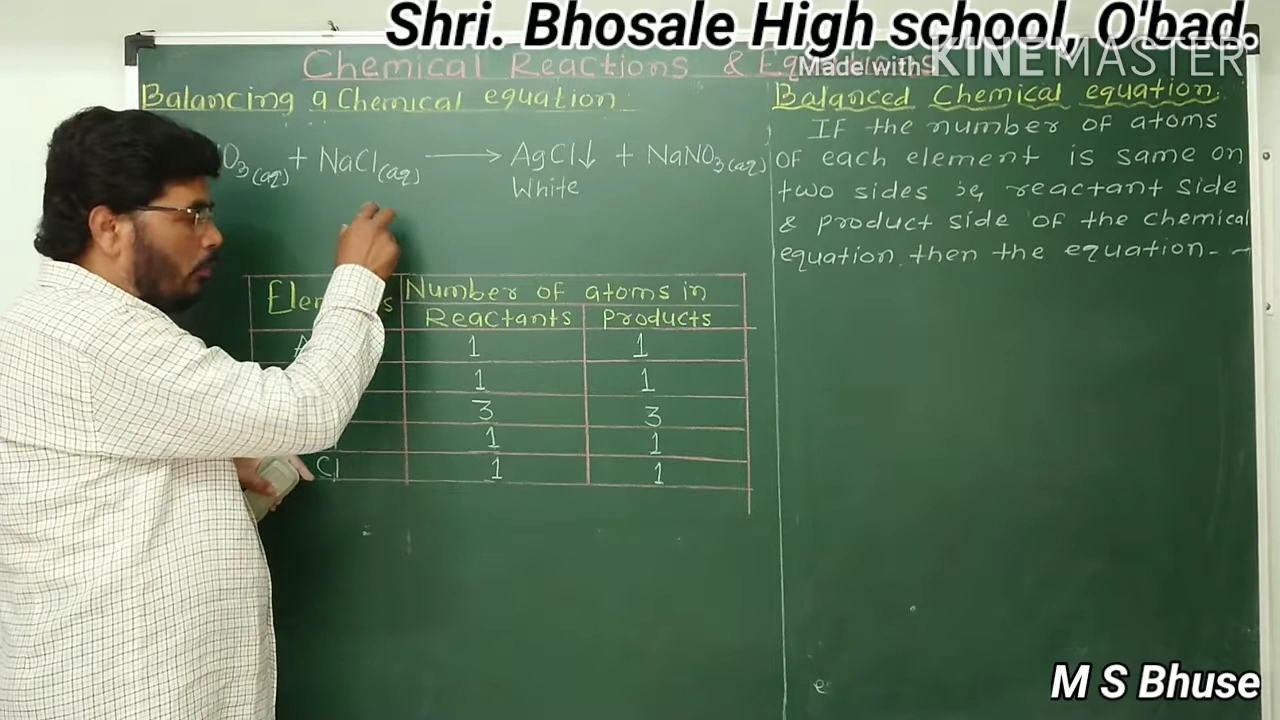 Shri. Bhosale High school, O'bad.
Made with KINEMASTER
Chemical Reactions &
Balancing a Chemical equation
O3(aq) + NaCl(aq) ⟶ AgCl↓ + NaNO3(aq)
White
Number of atoms in
Reactants Products
1 1
1 1
3 3
1 1
Cl 1 1
Balanced Chemical equation.
If the number of atoms
of each element is same on
two sides ie reactant side
& product side of the chemical
equation then the equation -
M S Bhuse